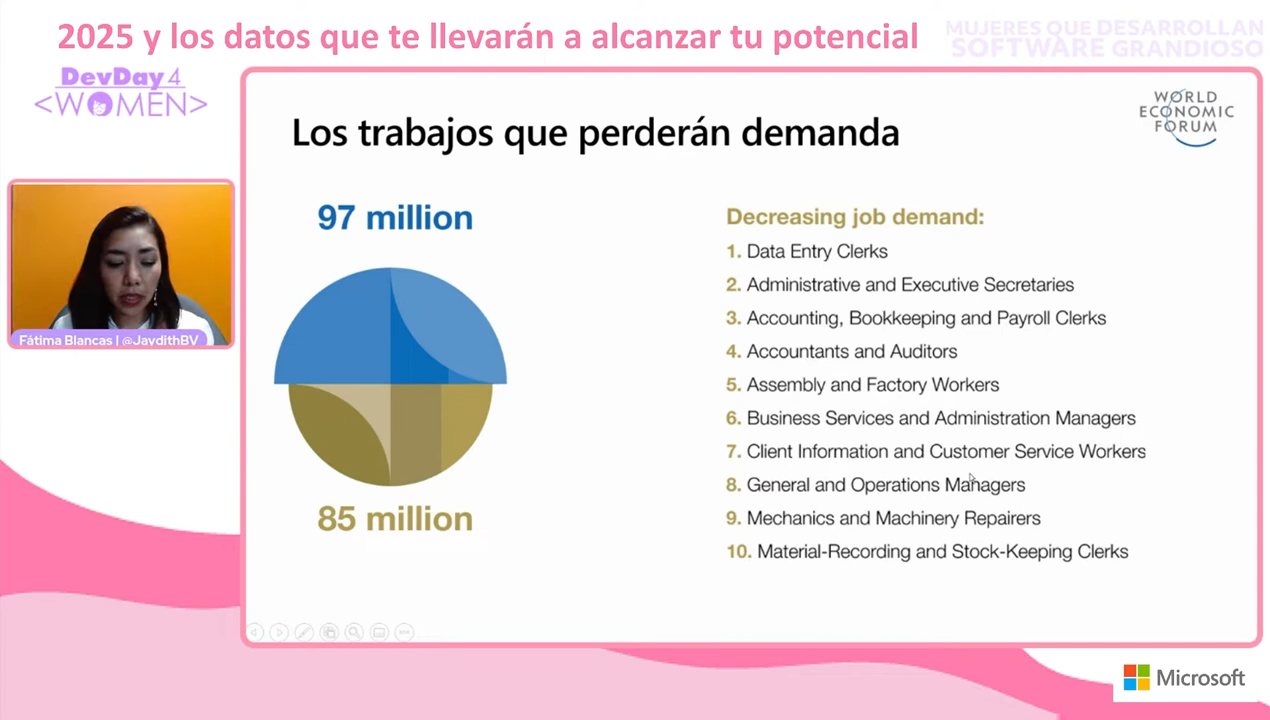 2025 y los datos que te llevarán a alcanzar tu potencial
MUJERES QUE DESARROLLAN
SOFTWARE GRANDIOSO
DevDay4
<WOMEN>
Fátima Blancas | @JaydithBV
WORLD
ECONOMIC
FORUM
Los trabajos que perderán demanda
97 million
85 million
Decreasing job demand:
1. Data Entry Clerks
2. Administrative and Executive Secretaries
3. Accounting, Bookkeeping and Payroll Clerks
4. Accountants and Auditors
5. Assembly and Factory Workers
6. Business Services and Administration Managers
7. Client Information and Customer Service Workers
8. General and Operations Managers
9. Mechanics and Machinery Repairers
10. Material-Recording and Stock-Keeping Clerks
Microsoft